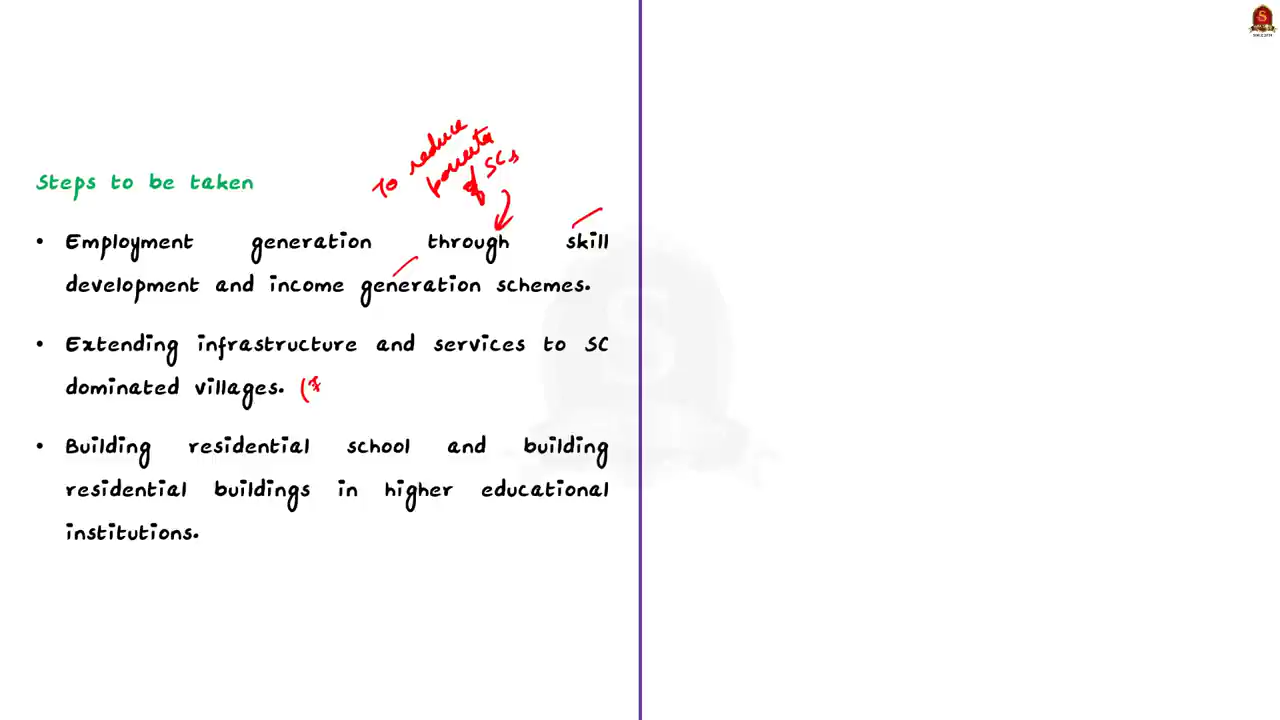 To reduce
poverty
of SCs
Steps to be taken
• Employment generation through skill
development and income generation schemes.
• Extending infrastructure and services to SC
dominated villages. (
• Building residential school and building
residential buildings in higher educational
institutions.
S